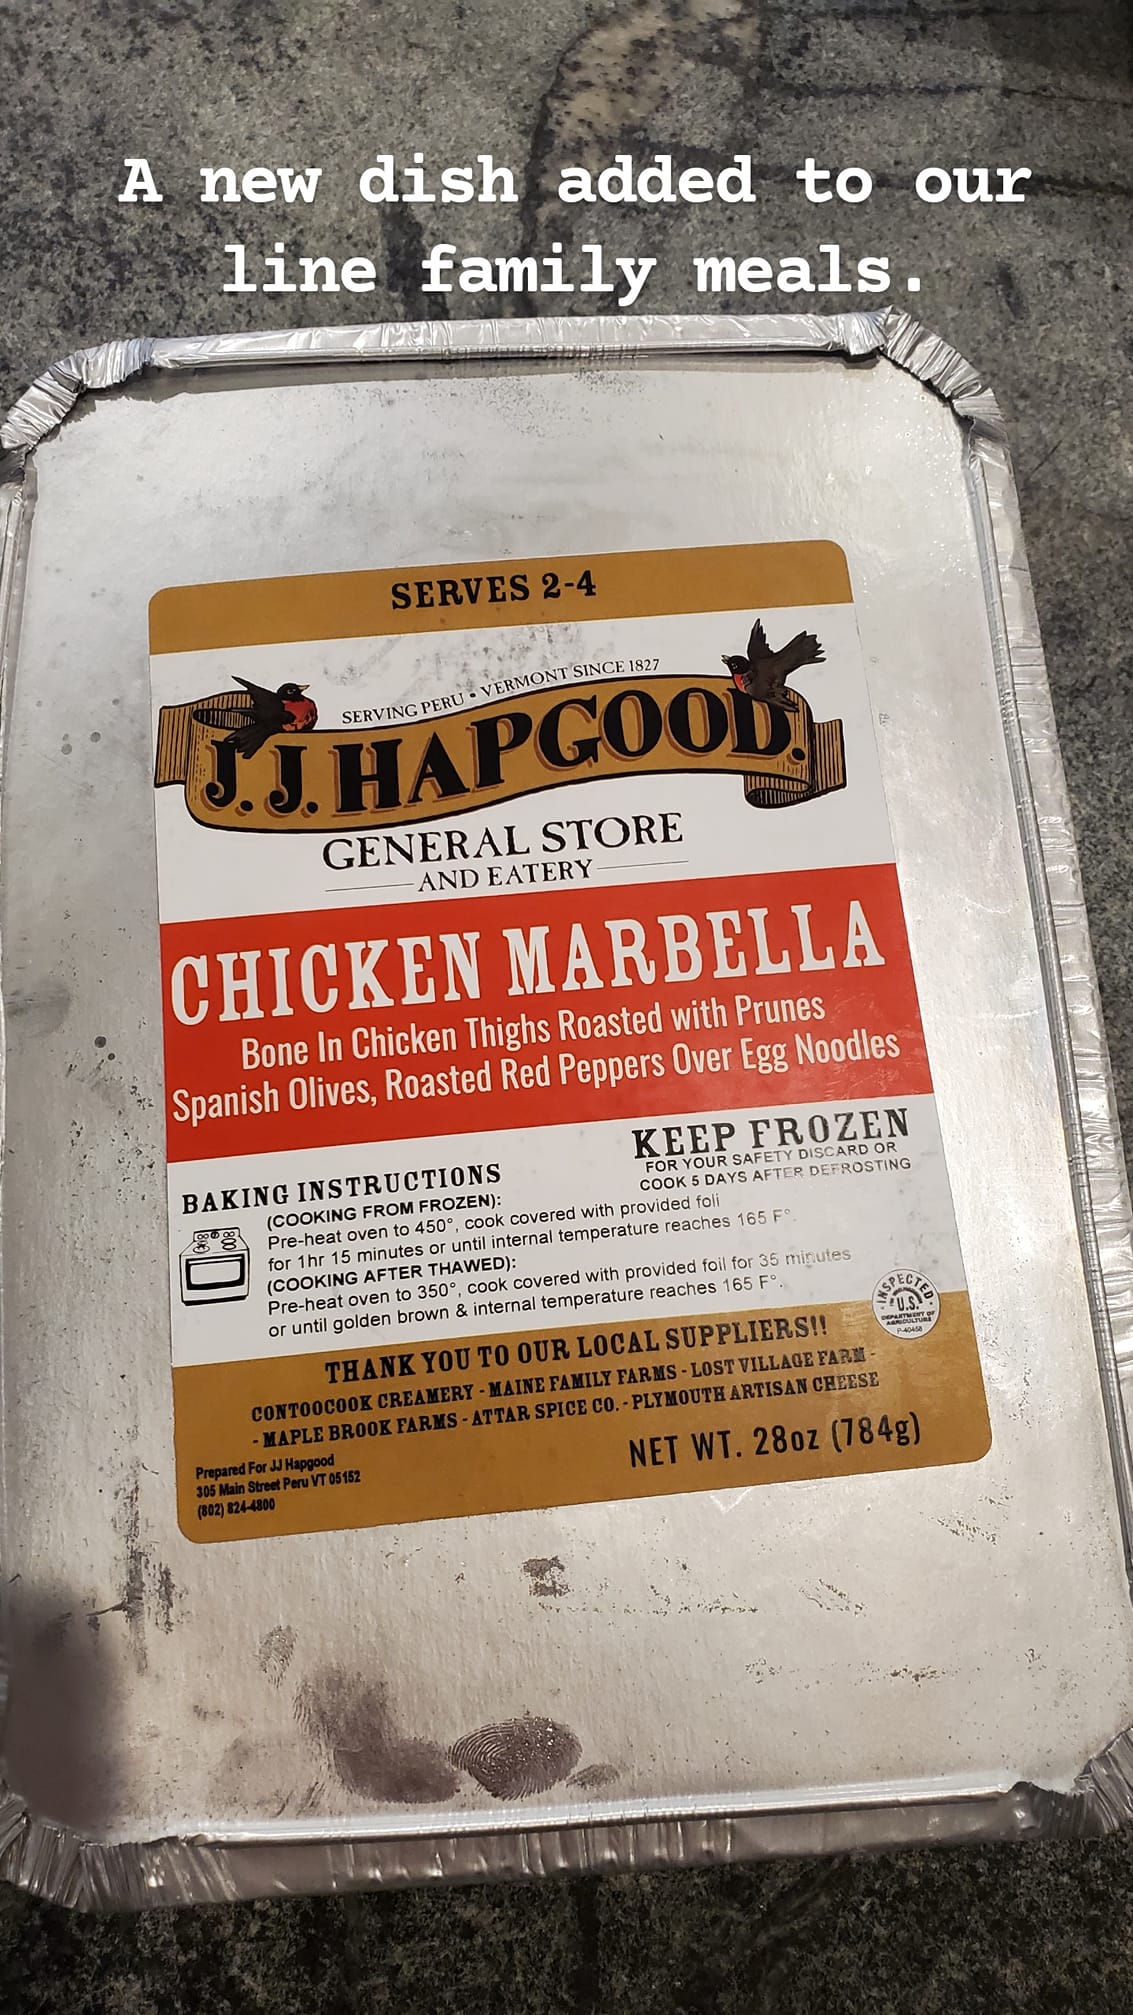 A new dish added to our
line family meals.
SERVES 2-4
SERVING PERU • VERMONT SINCE 1827
J.J. HAPGOOD.
GENERAL STORE
AND EATERY
CHICKEN MARBELLA
Bone In Chicken Thighs Roasted with Prunes
Spanish Olives, Roasted Red Peppers Over Egg Noodles
KEEP FROZEN
FOR YOUR SAFETY DISCARD OR
COOK 5 DAYS AFTER DEFROSTING
BAKING INSTRUCTIONS
(COOKING FROM FROZEN):
Pre-heat oven to 450°, cook covered with provided foli
for 1hr 15 minutes or until internal temperature reaches 165 F°.
(COOKING AFTER THAWED):
Pre-heat oven to 350°, cook covered with provided foil for 35 minutes
or until golden brown & internal temperature reaches 165 F°.
INSPECTED
U.S.
DEPARTMENT OF
AGRICULTURE
P-40458
THANK YOU TO OUR LOCAL SUPPLIERS!!
CONTOOCOOK CREAMERY - MAINE FAMILY FARMS - LOST VILLAGE FARM -
- MAPLE BROOK FARMS - ATTAR SPICE CO. - PLYMOUTH ARTISAN CHEESE
NET WT. 28oz (784g)
Prepared For JJ Hapgood
305 Main Street Peru VT 05152
(802) 824-4800